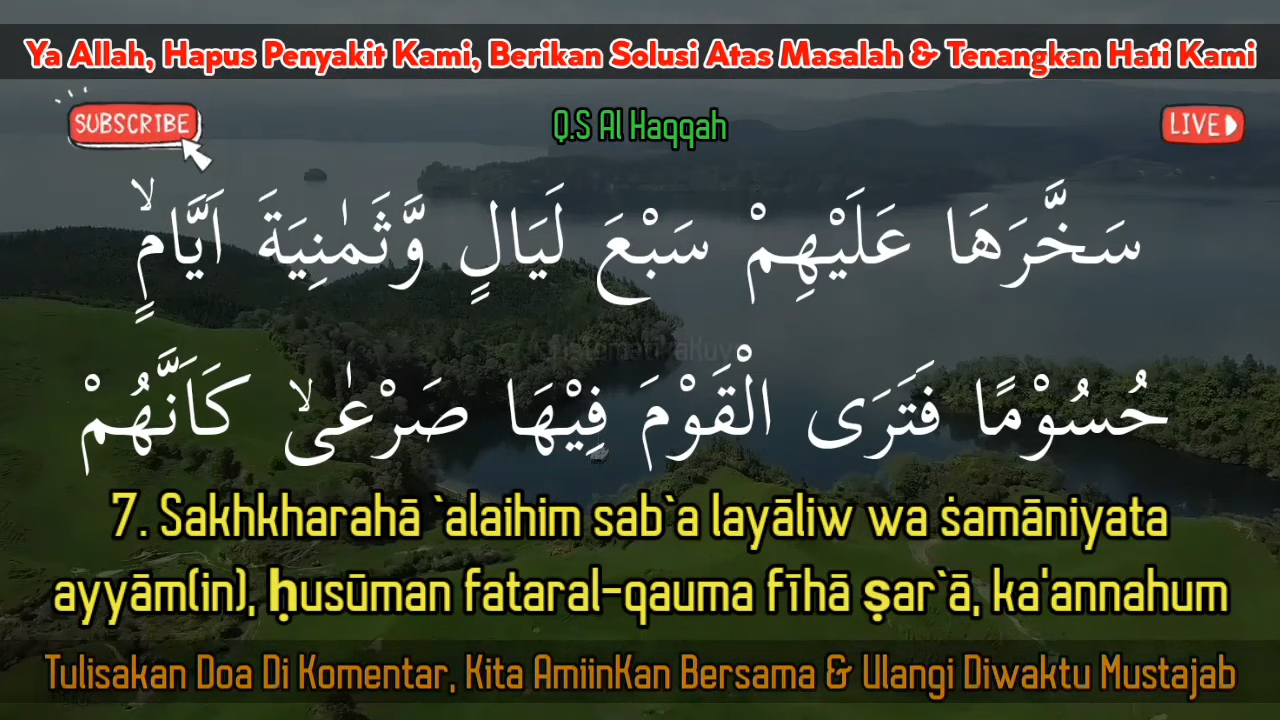 Ya Allah, Hapus Penyakit Kami, Berikan Solusi Atas Masalah & Tenangkan Hati Kami
SUBSCRIBE
Q.S Al Haqqah
LIVE
سَخَّرَهَا عَلَيْهِمْ سَبْعَ لَيَالٍ وَّثَمٰنِيَةَ اَيَّامٍۙ
حُسُوْمًا فَتَرَى الْقَوْمَ فِيْهَا صَرْعٰىۙ كَاَنَّهُمْ
7. Sakhkharahā `alaihim sab`a layāliw wa ṡamāniyata
ayyām(in), ḥusūman fataral-qauma fīhā ṣar`ā, ka'annahum
Tulisakan Doa Di Komentar, Kita AmiinKan Bersama & Ulangi Diwaktu Mustajab